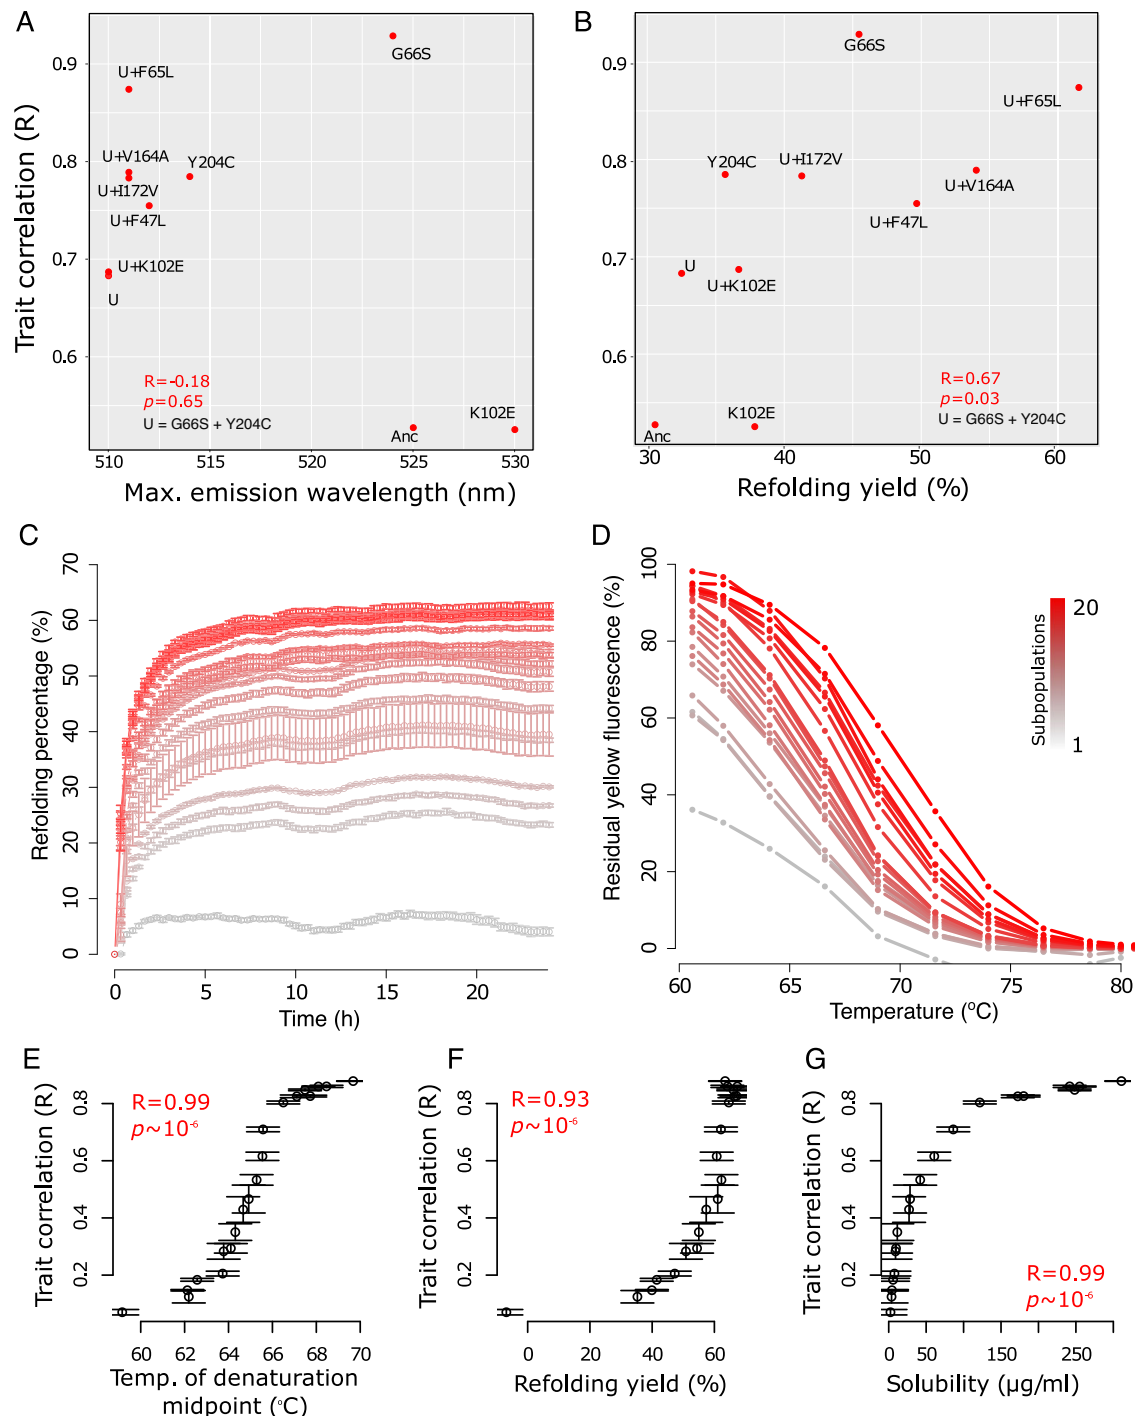 A
Trait correlation (R)
0.9
0.8
0.7
0.6
G66S
U+F65L
U+V164A
Y204C
U+I172V
U+F47L
U+K102E
U
R=-0.18
p=0.65
U = G66S + Y204C
K102E
Anc
510
515
520
525
530
Max. emission wavelength (nm)
B
0.9
0.8
0.7
0.6
G66S
U+F65L
Y204C
U+I172V
U+V164A
U+F47L
U
U+K102E
R=0.67
p=0.03
U = G66S + Y204C
K102E
Anc
30
40
50
60
Refolding yield (%)
C
Refolding percentage (%)
70
60
50
40
30
20
10
0
0
5
10
15
20
Time (h)
D
Residual yellow fluorescence (%)
100
80
60
40
20
0
Subpopulations
20
1
60
65
70
75
80
Temperature (°C)
E
Trait correlation (R)
0.8
0.6
0.4
0.2
R=0.99
p~10-6
60
62
64
66
68
70
Temp. of denaturation
midpoint (°C)
F
Trait correlation (R)
0.8
0.6
0.4
0.2
R=0.93
p~10-6
0
20
40
60
Refolding yield (%)
G
Trait correlation (R)
0.8
0.6
0.4
0.2
R=0.99
p~10-6
0
50
150
250
Solubility (µg/ml)